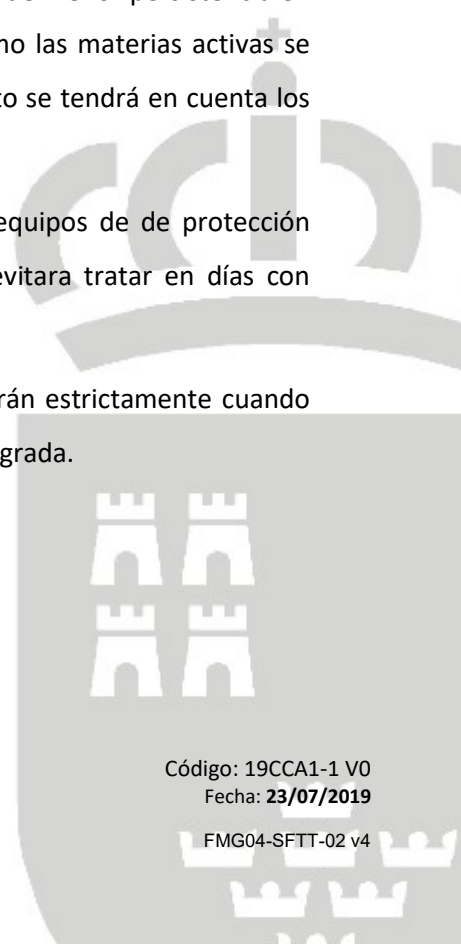 mo las materias activas se
to se tendrá en cuenta los
equipos de de protección
evitara tratar en días con
rán estrictamente cuando
grada.
Código: 19CCA1-1 V0
Fecha: 23/07/2019
FMG04-SFTT-02 v4